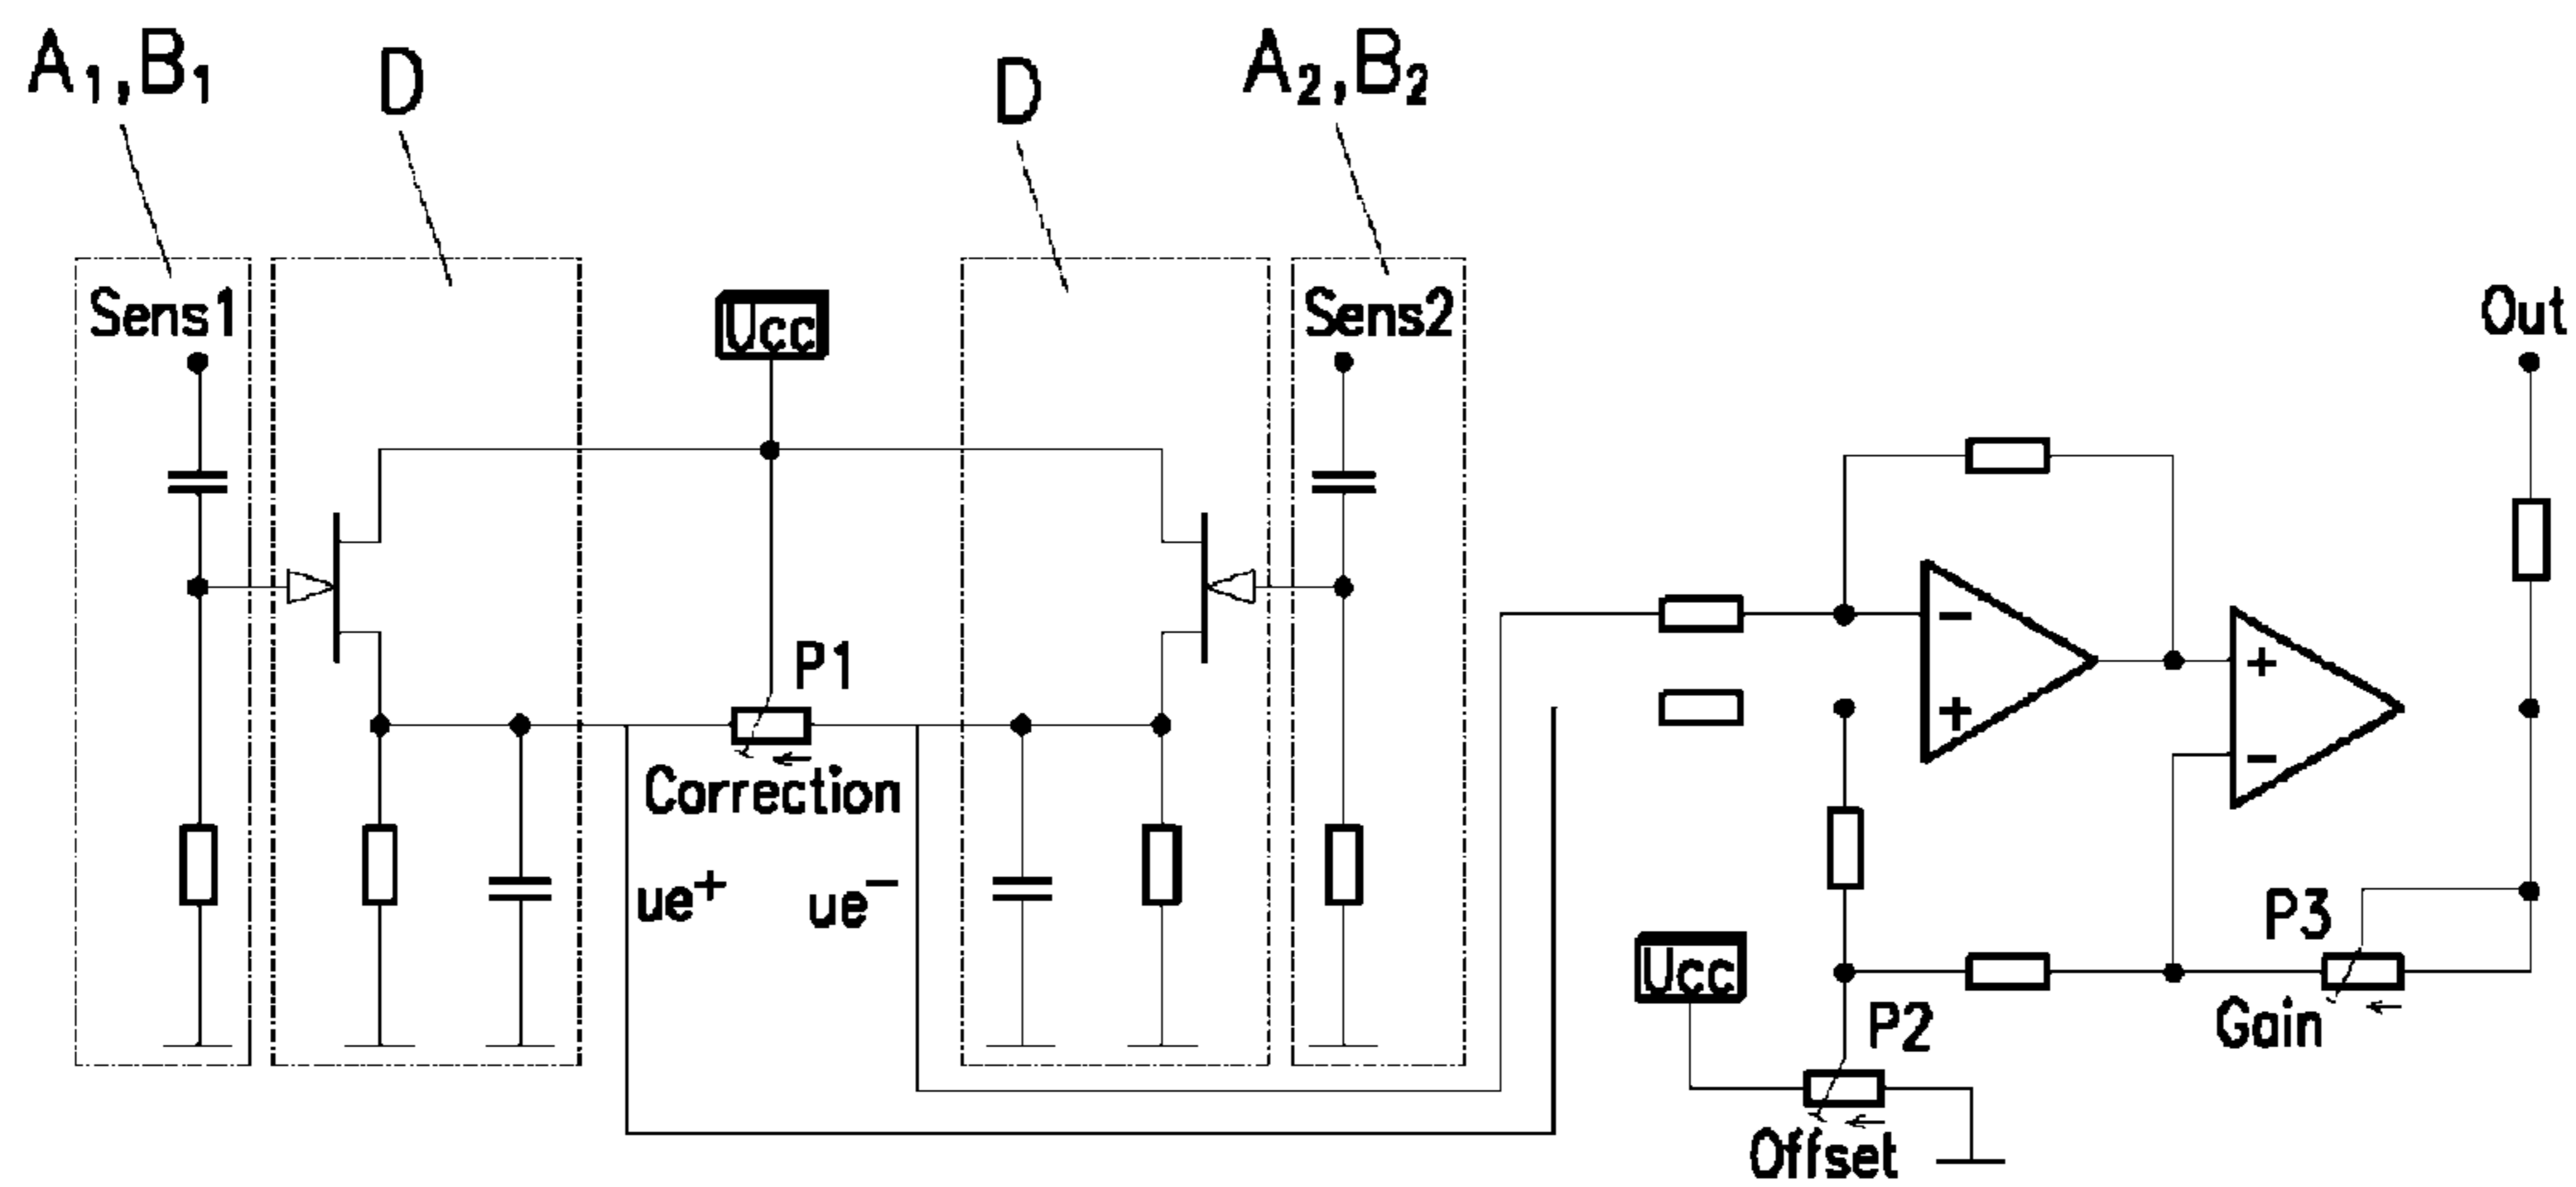 A1,B1
D
D
A2,B2
Sens1
Ucc
Sens2
Out
P1
Correction
ue+
ue−
−
+
+
−
P3
Gain
Ucc
P2
Offset